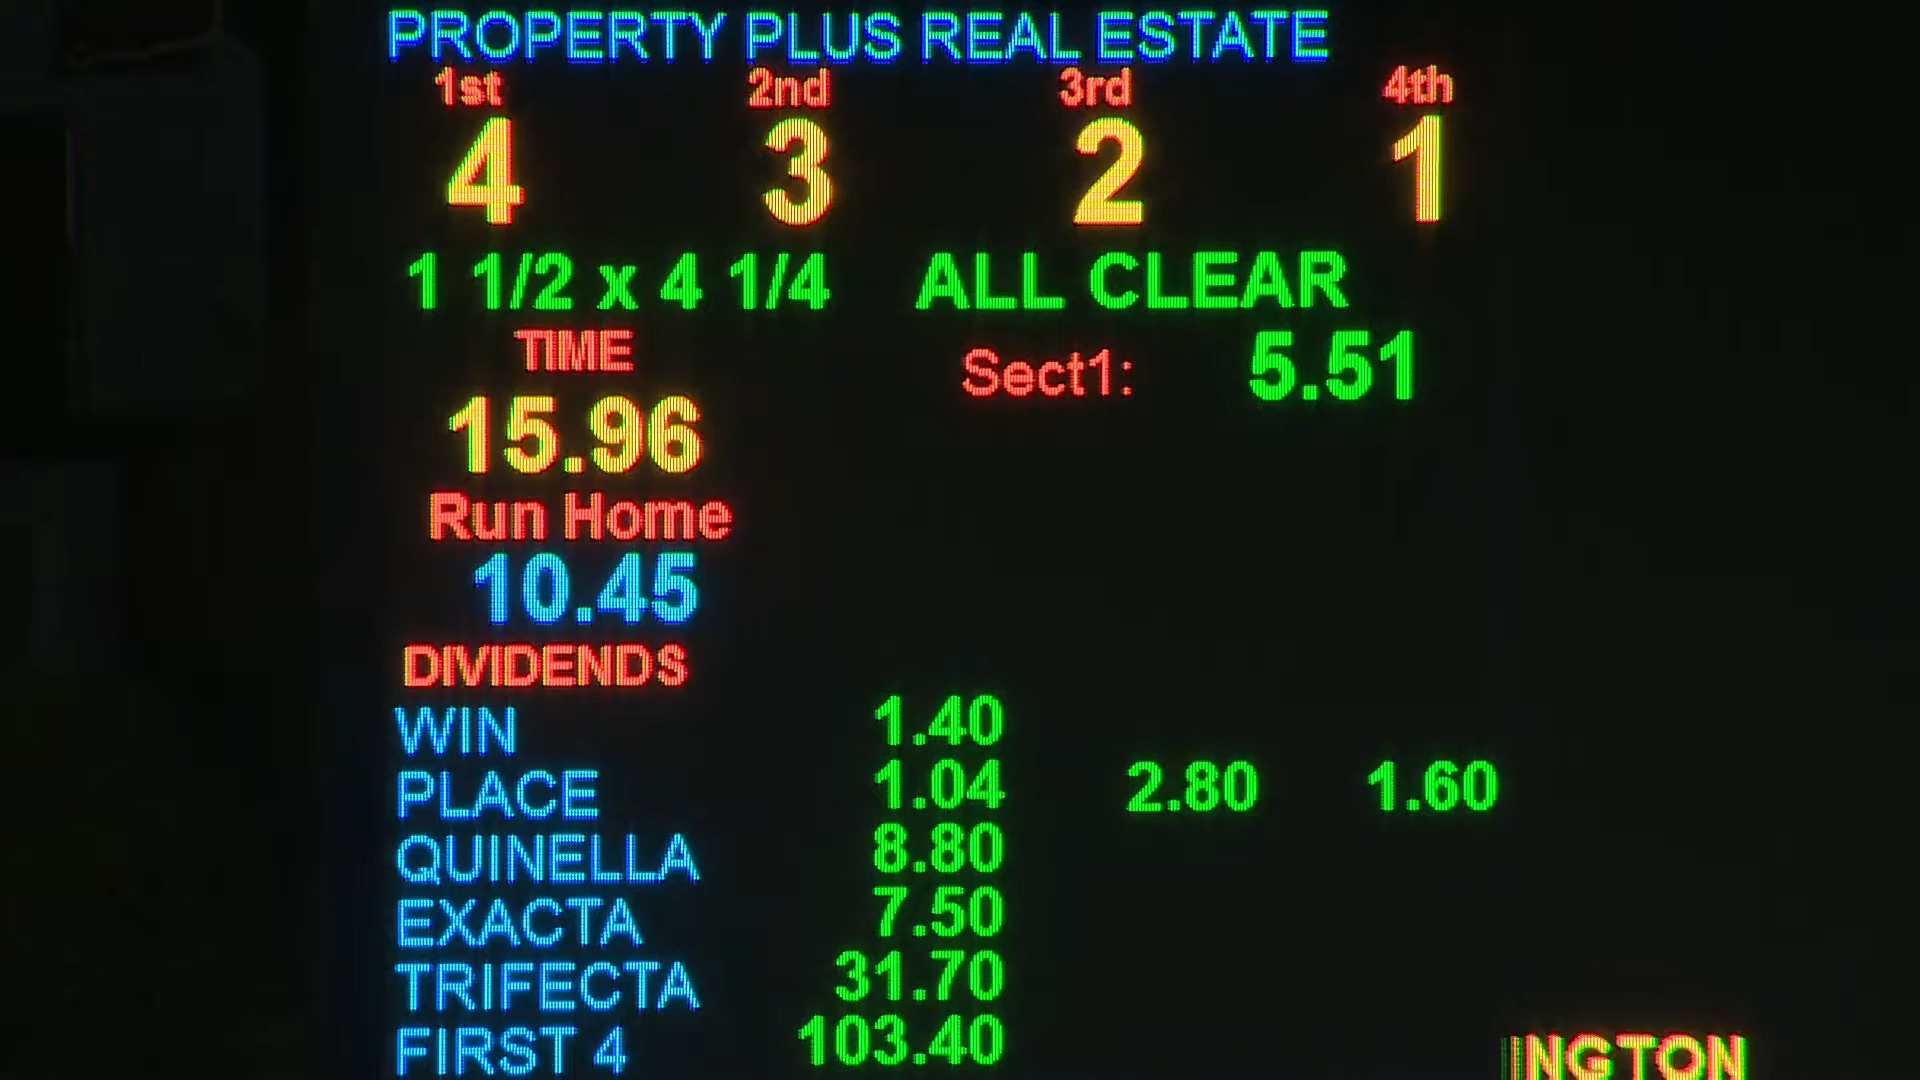 PROPERTY PLUS REAL ESTATE
1st 2nd 3rd 4th
4 3 2 1
1 1/2 x 4 1/4 ALL CLEAR
TIME
Sect1: 5.51
15.96
Run Home
10.45
DIVIDENDS
WIN 1.40
PLACE 1.04 2.80 1.60
QUINELLA 8.80
EXACTA 7.50
TRIFECTA 31.70
FIRST 4 103.40
INGTON